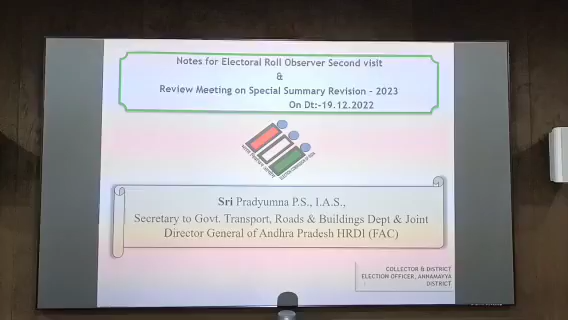 Notes for Electoral Roll Observer Second visit
&
Review Meeting on Special Summary Revision - 2023
On Dt:-19.12.2022
Sri Pradyumna P.S., I.A.S.,
Secretary to Govt. Transport, Roads & Buildings Dept & Joint
Director General of Andhra Pradesh HRDI (FAC)
COLLECTOR & DISTRICT
ELECTION OFFICER, ANNAMAYYA
DISTRICT